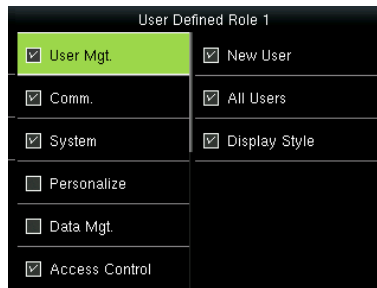 User Defined Role 1
User Mgt.
New User
Comm.
All Users
System
Display Style
Personalize
Data Mgt.
Access Control